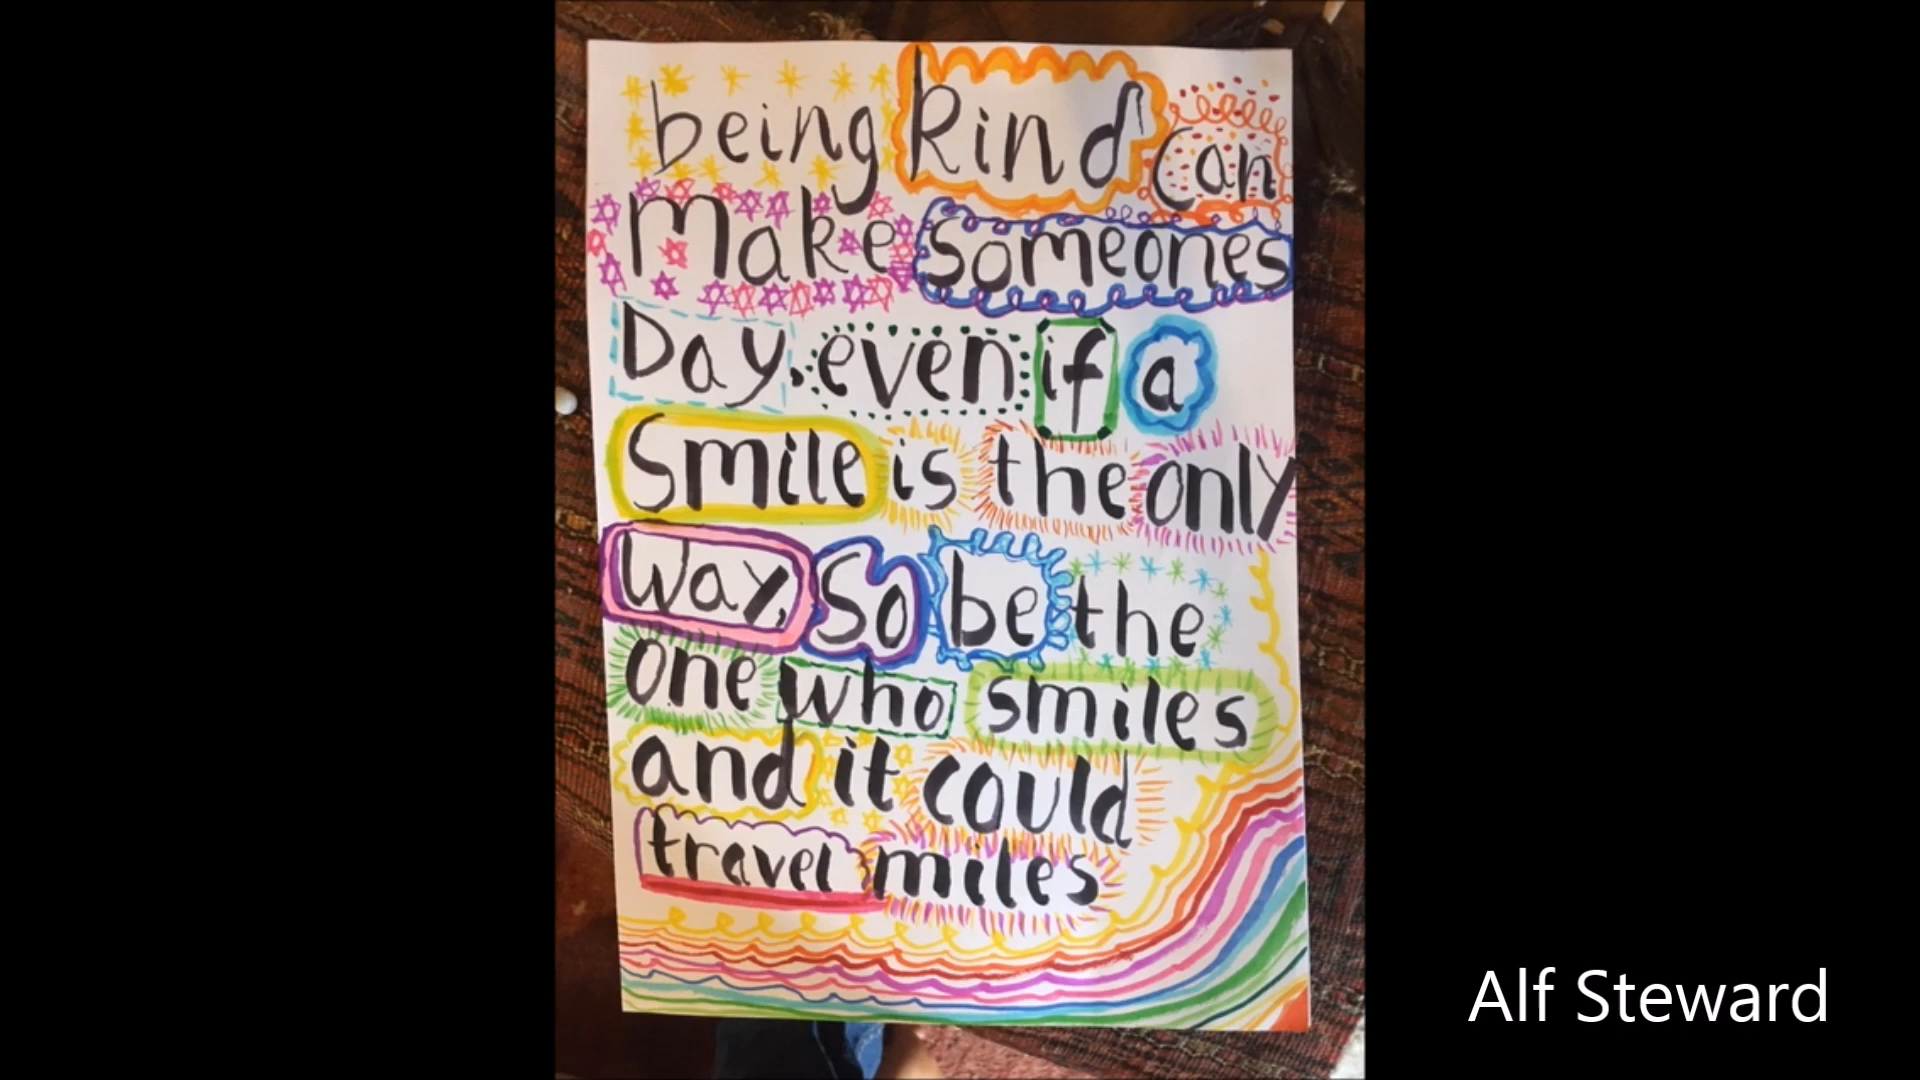 being kind can
make someones
Day, even if a
Smile is the only
Way, So be the
one who smiles
and it could
travel miles
Alf Steward